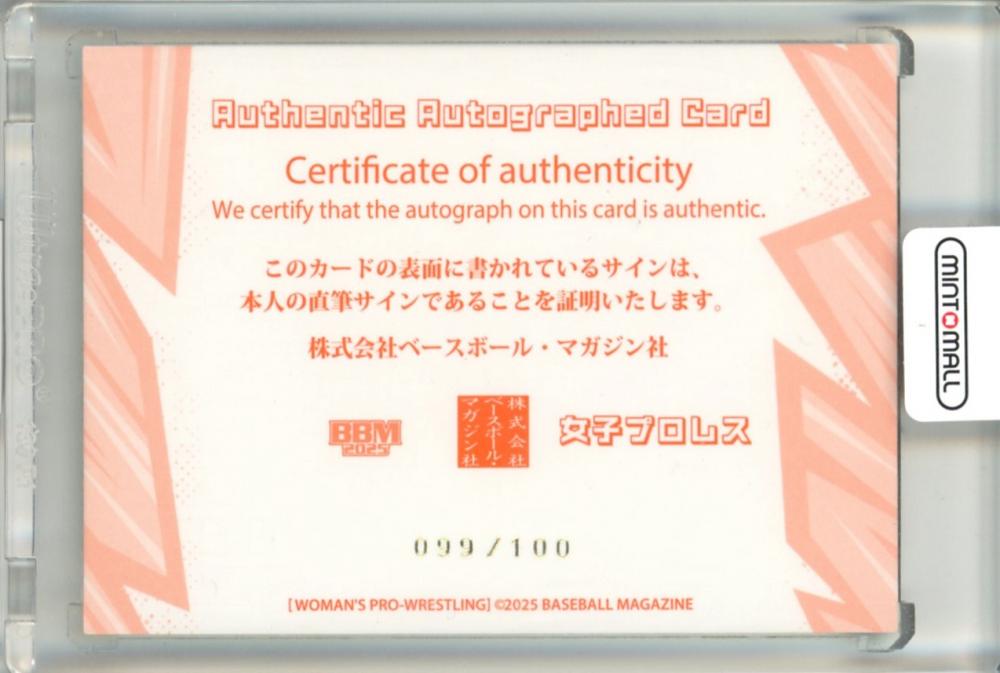 Authentic Autographed Card
Certificate of authenticity
We certify that the autograph on this card is authentic.
このカードの表面に書かれているサインは、
本人の直筆サインであることを証明いたします。
株式会社ベースボール・マガジン社
BBM
2025
株式会社
ベースボール・
マガジン社
女子プロレス
099/100
[WOMAN'S PRO-WRESTLING] ©2025 BASEBALL MAGAZINE
MINTOMALL